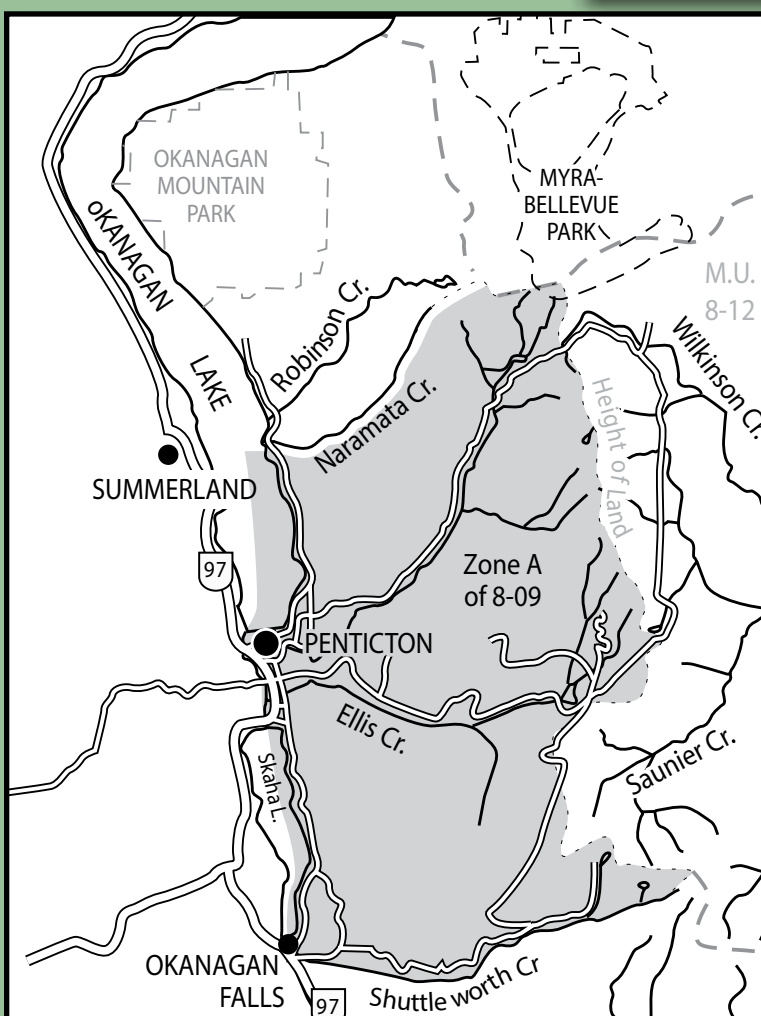 OKANAGAN
MOUNTAIN
PARK
MYRA-
BELLEVUE
PARK
M.U.
8-12
oKANAGAN
LAKE
Robinson Cr.
Naramata Cr.
Wilkinson Cr.
Height of Land
SUMMERLAND
97
Zone A
of 8-09
PENTICTON
Ellis Cr.
Skaha L.
Saunier Cr.
OKANAGAN
FALLS
97
Shuttle worth Cr